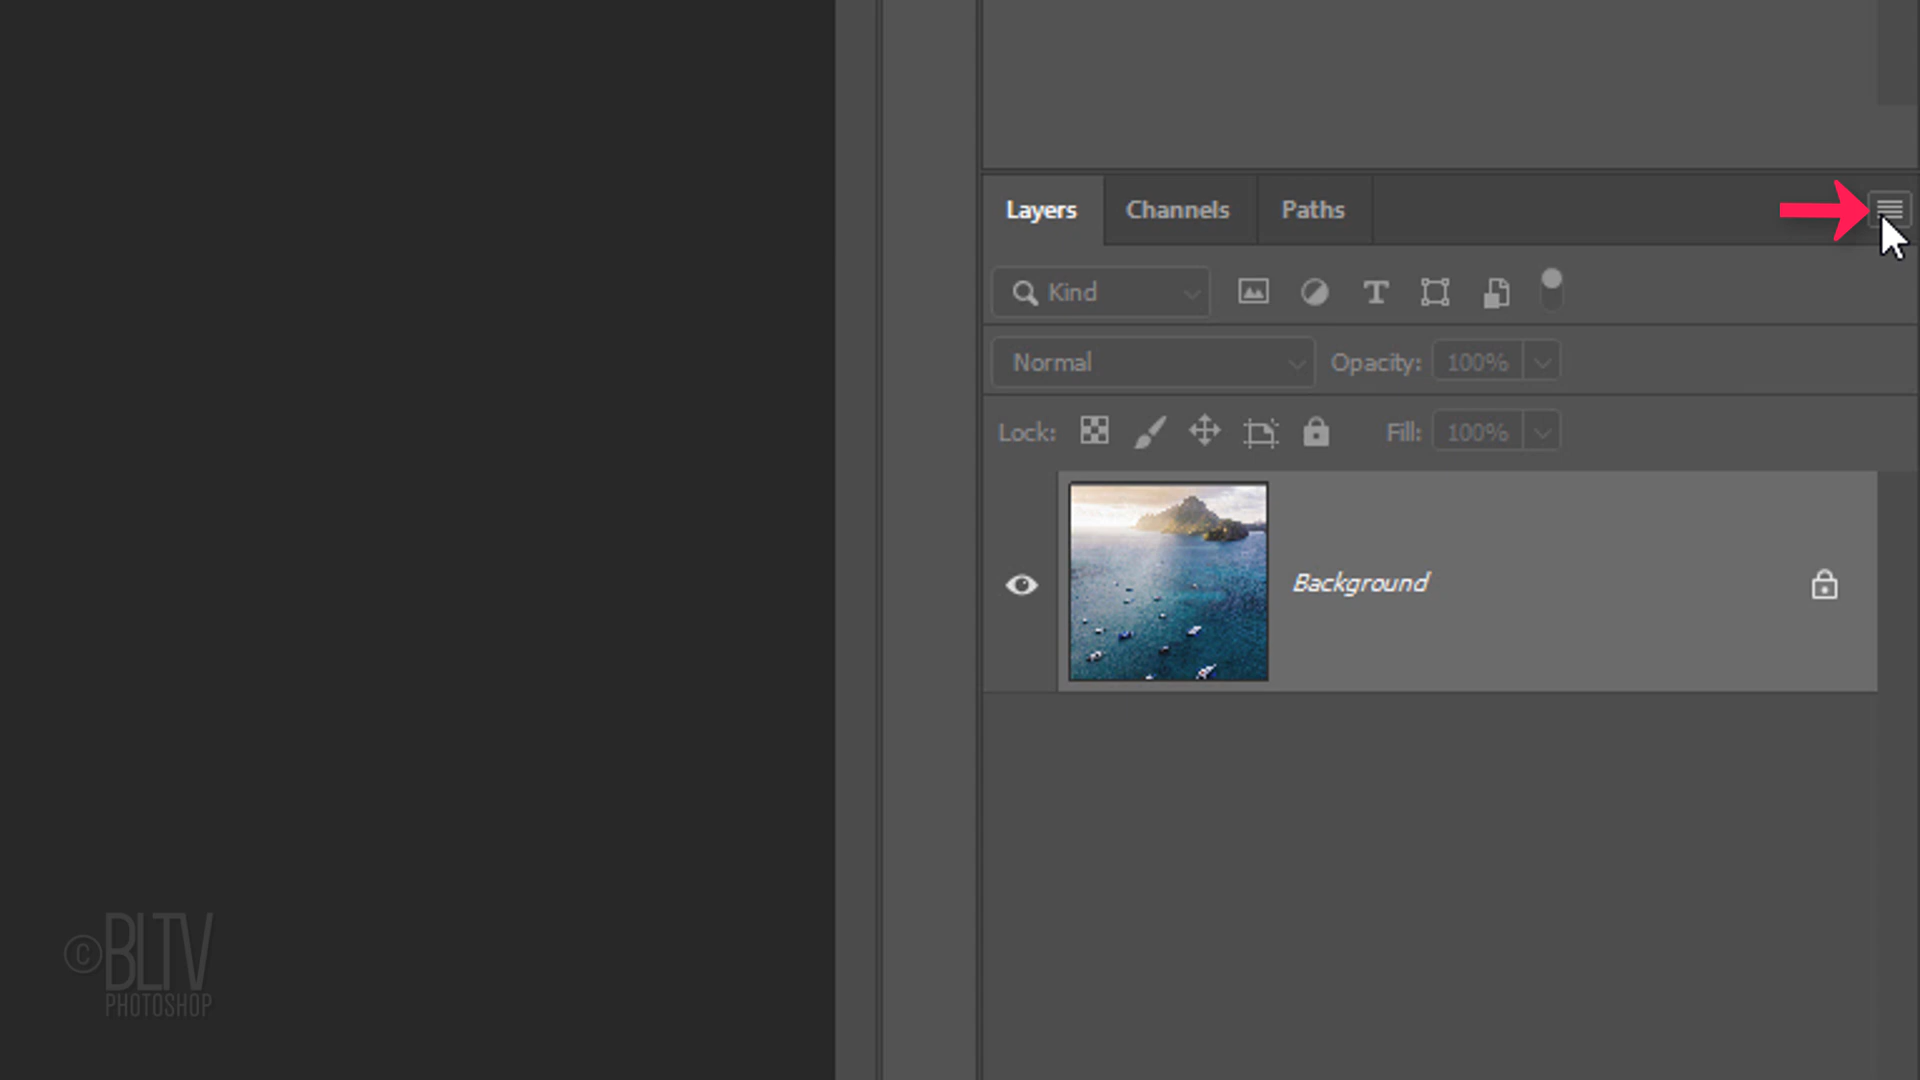 Layers Channels Paths
Kind
Normal Opacity: 100%
Lock: Fill: 100%
Background
©BLTV
PHOTOSHOP